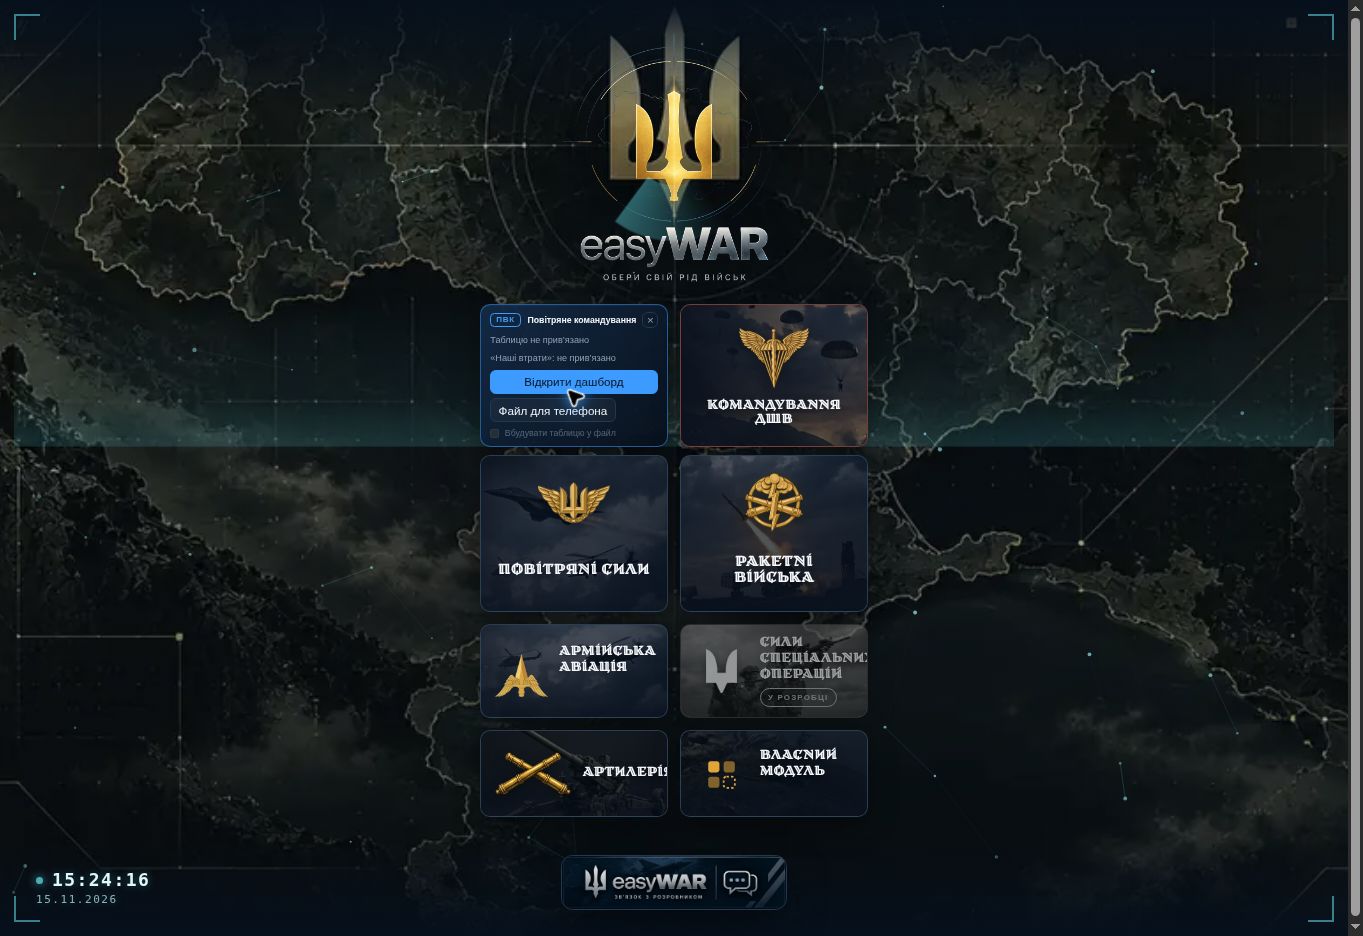 easyWAR
ОБЕРИ СВІЙ РІД ВІЙСЬК
ПВК Повітряне командування ×
Таблицю не прив'язано
«Наші втрати»: не прив'язано
Відкрити дашборд
Файл для телефона
Вбудувати таблицю у файл
КОМАНДУВАННЯ
ДШВ
ПОВІТРЯНІ СИЛИ
РАКЕТНІ
ВІЙСЬКА
АРМІЙСЬКА
АВІАЦІЯ
СИЛИ
СПЕЦІАЛЬНИ
ОПЕРАЦІЙ
У РОЗРОБЦІ
АРТИЛЕРІЯ
ВЛАСНИЙ
МОДУЛЬ
easyWAR
ЗВ'ЯЗОК З РОЗРОБНИКОМ
15:24:16
15.11.2026